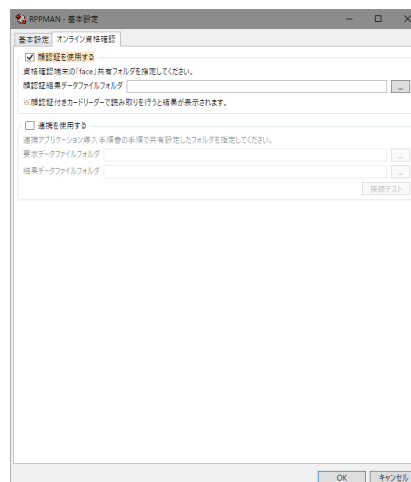 RPPMAN - 基本設定
基本設定 オンライン資格確認
顔認証を使用する
資格確認端末の「face」共有フォルダを指定してください。
顔認証結果データファイルフォルダ ...
※顔認証付きカードリーダーで読み取りを行うと結果が表示されます。
連携を使用する
連携アプリケーション導入手順書の手順で共有設定したフォルダを指定してください。
要求データファイルフォルダ ...
結果データファイルフォルダ ...
接続テスト
OK キャンセル